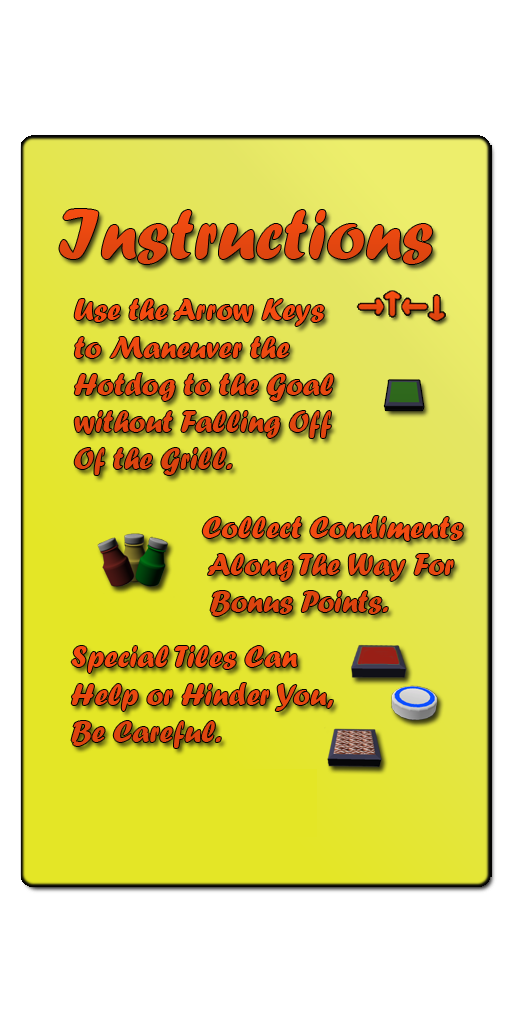 Instructions
Use the Arrow Keys →↑←↓
to Maneuver the
Hotdog to the Goal
without Falling Off
Of the Grill.
Collect Condiments
Along The Way For
Bonus Points.
Special Tiles Can
Help or Hinder You,
Be Careful.